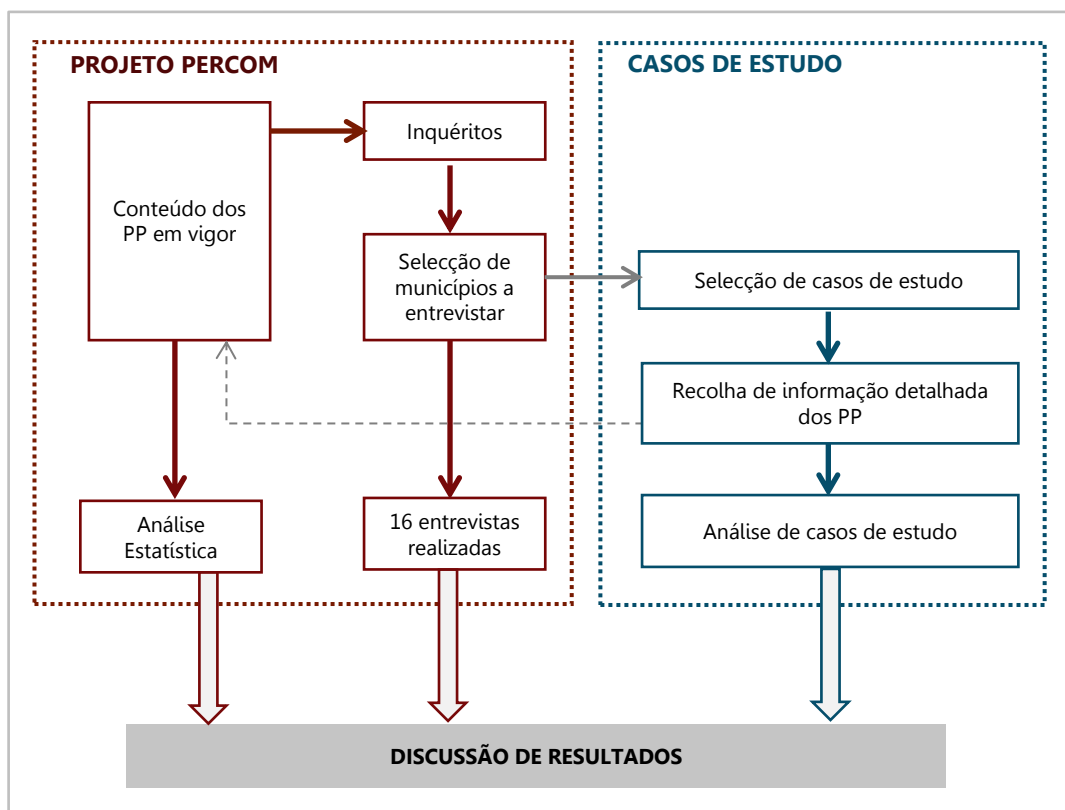 PROJETO PERCOM
Conteúdo dos
PP em vigor
Inquéritos
Selecção de
municípios a
entrevistar
Análise
Estatística
16 entrevistas
realizadas
CASOS DE ESTUDO
Selecção de casos de estudo
Recolha de informação detalhada
dos PP
Análise de casos de estudo
DISCUSSÃO DE RESULTADOS